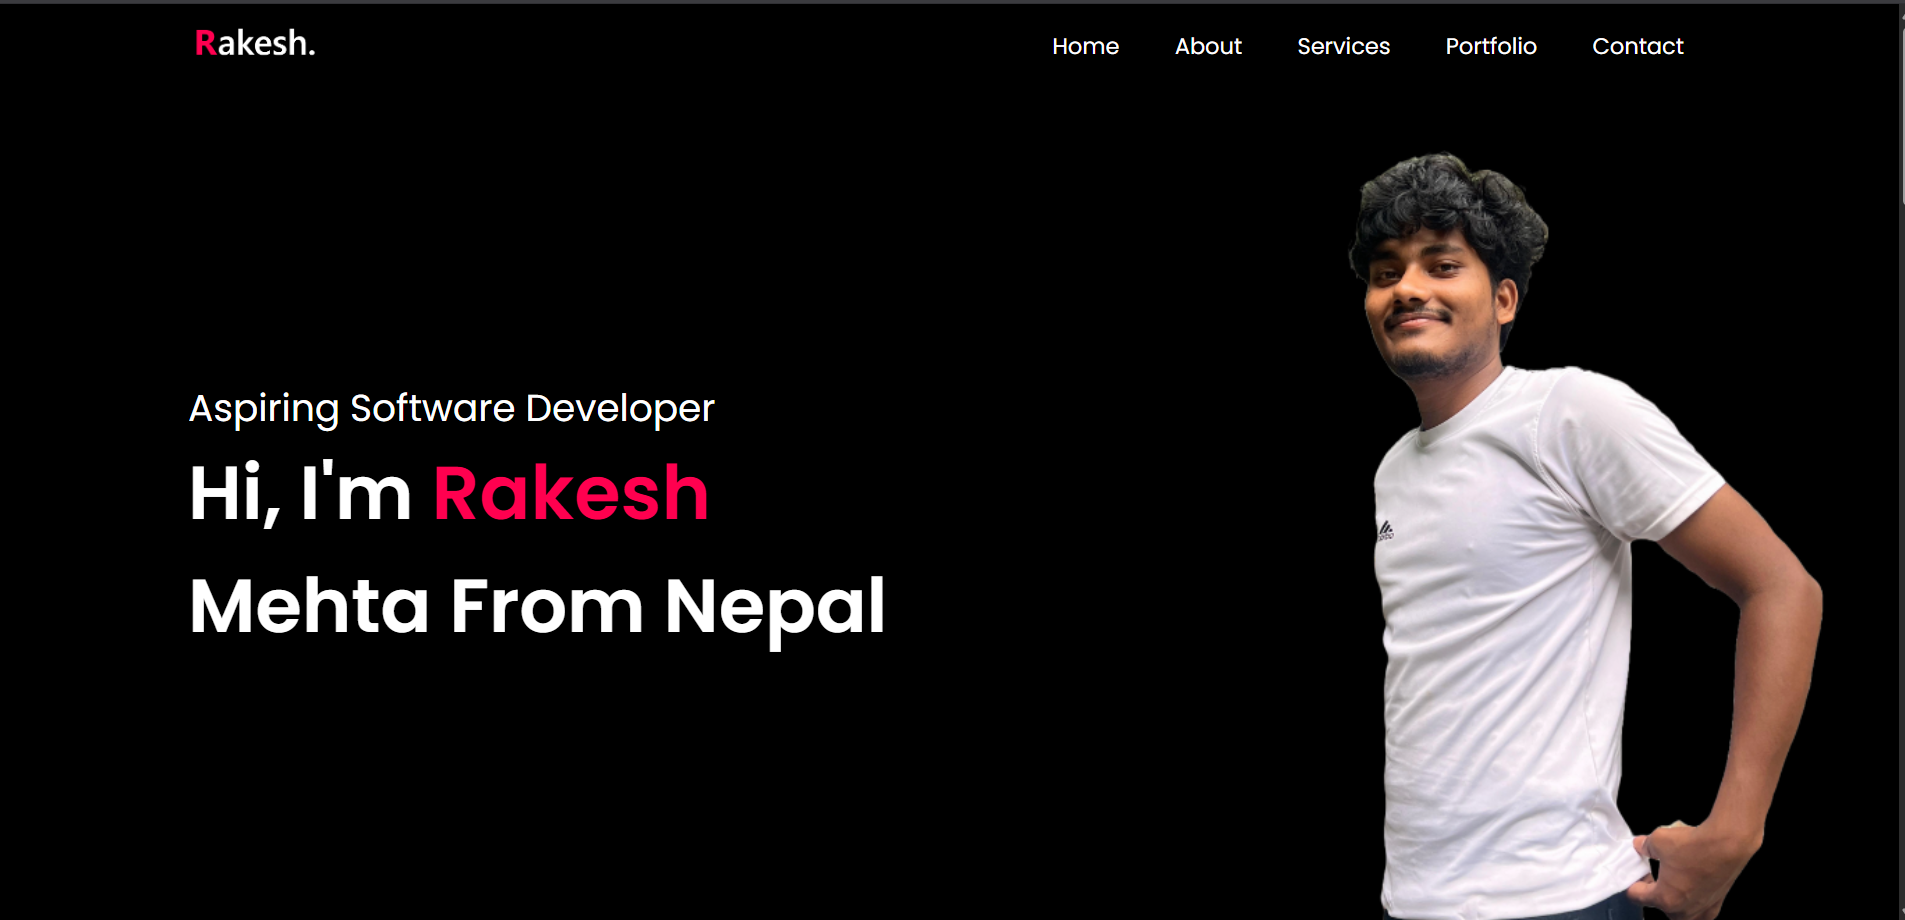 Rakesh.
Home About Services Portfolio Contact
Aspiring Software Developer
Hi, I'm Rakesh
Mehta From Nepal